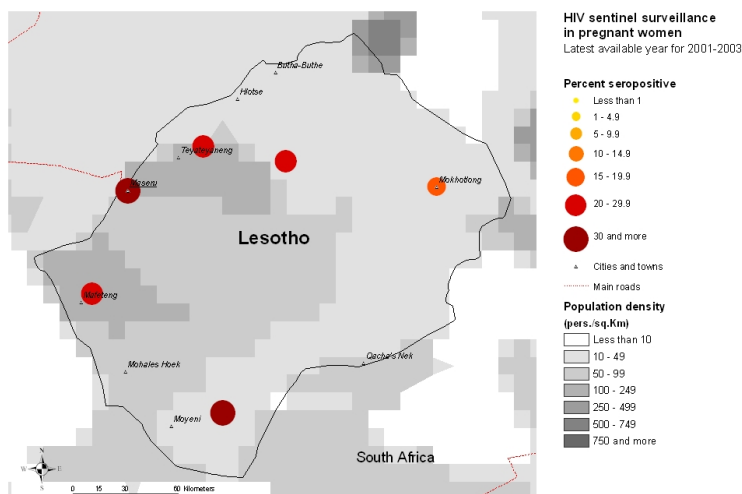 HIV sentinel surveillance
in pregnant women
Latest available year for 2001-2003
Percent seropositive
Less than 1
1 - 4.9
5 - 9.9
10 - 14.9
15 - 19.9
20 - 29.9
30 and more
Cities and towns
Main roads
Population density
(pers./sq.Km)
Less than 10
10 - 49
50 - 99
100 - 249
250 - 499
500 - 749
750 and more
Butha-Buthe
Hlotse
Teyateyaneng
Maseru
Mokhotlong
Lesotho
Mafeteng
Mohales Hoek
Qacha's Nek
Moyeni
South Africa
N
W E
S
0 15 30 60 Kilometers